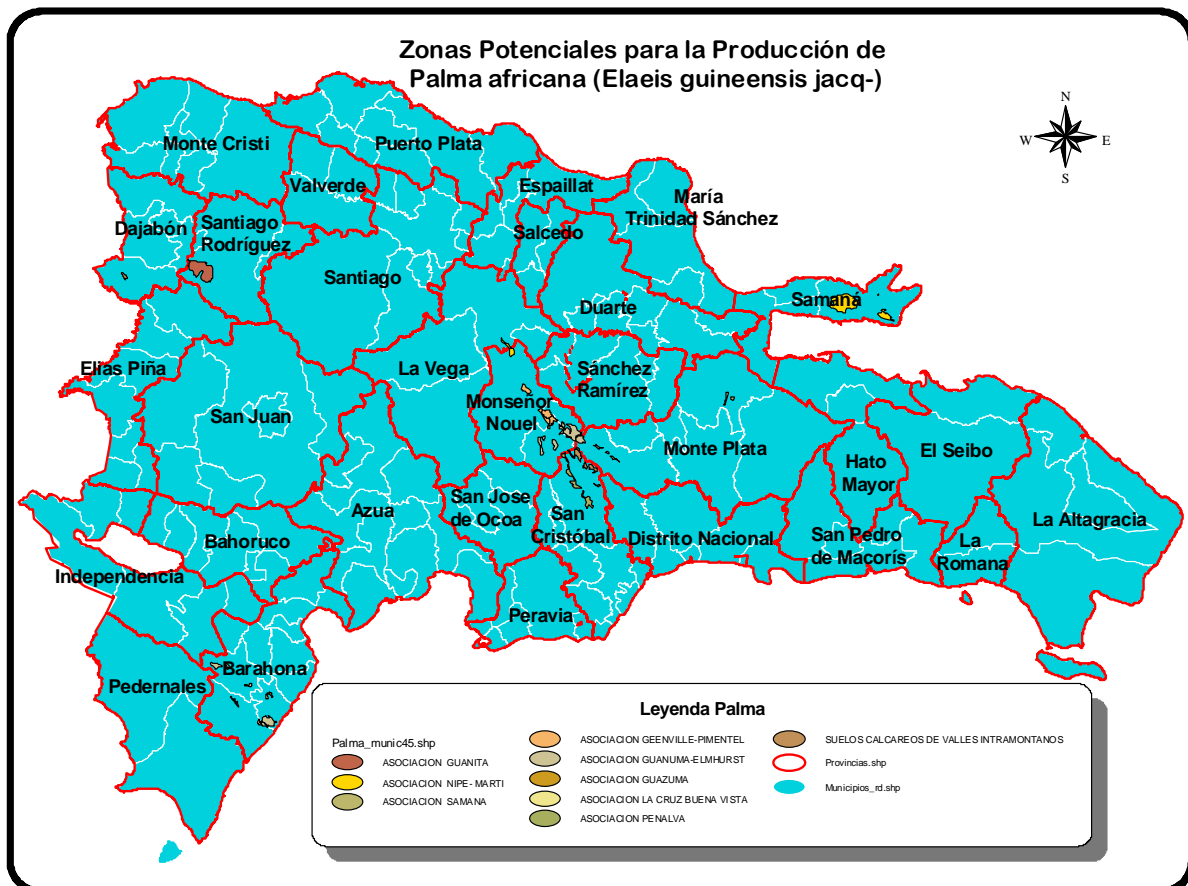 Zonas Potenciales para la Producción de
Palma africana (Elaeis guineensis jacq-)
N
W
E
S
Monte Cristi
Puerto Plata
Valverde
Espaillat
María
Trinidad Sánchez
Dajabón
Santiago
Rodríguez
Salcedo
Santiago
Samaná
Duarte
Elías Piña
La Vega
Sánchez
Ramírez
San Juan
Monseñor
Nouel
Monte Plata
Hato
Mayor
El Seibo
San Jose
de Ocoa
Azua
San
Cristóbal
La Altagracia
Bahoruco
Distrito Nacional
San Pedro
de Macorís
La
Romana
Independencia
Peravia
Barahona
Pedernales
Leyenda Palma
Palma_munic45.shp
ASOCIACION GUANITA
ASOCIACION NIPE- MARTI
ASOCIACION SAMANA
ASOCIACION GEENVILLE-PIMENTEL
ASOCIACION GUANUMA-ELMHURST
ASOCIACION GUAZUMA
ASOCIACION LA CRUZ BUENA VISTA
ASOCIACION PENALVA
SUELOS CALCAREOS DE VALLES INTRAMONTANOS
Provincias.shp
Municipios_rd.shp